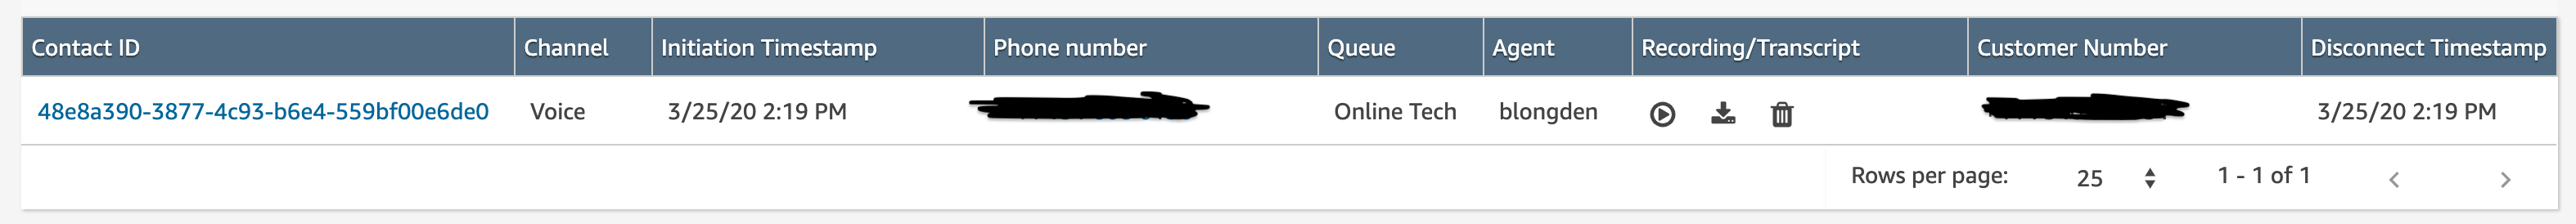 Contact ID Channel Initiation Timestamp Phone number Queue Agent Recording/Transcript Customer Number Disconnect Timestamp
48e8a390-3877-4c93-b6e4-559bf00e6de0 Voice 3/25/20 2:19 PM Online Tech blongden 3/25/20 2:19 PM
Rows per page: 25 1 - 1 of 1